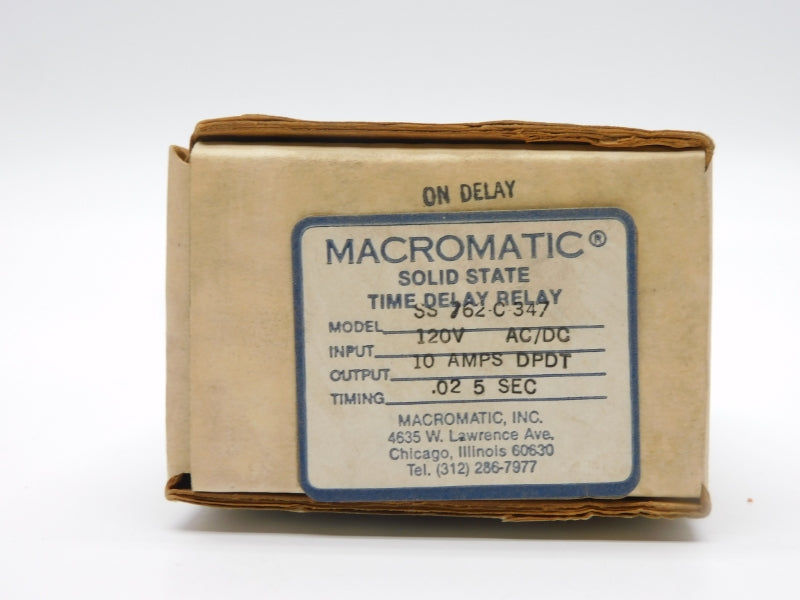 ON DELAY
MACROMATIC®
SOLID STATE
TIME DELAY RELAY
MODEL SS 762-C-347
INPUT 120V AC/DC
OUTPUT 10 AMPS DPDT
TIMING .02 5 SEC
MACROMATIC, INC.
4635 W. Lawrence Ave.
Chicago, Illinois 60630
Tel. (312) 286-7977